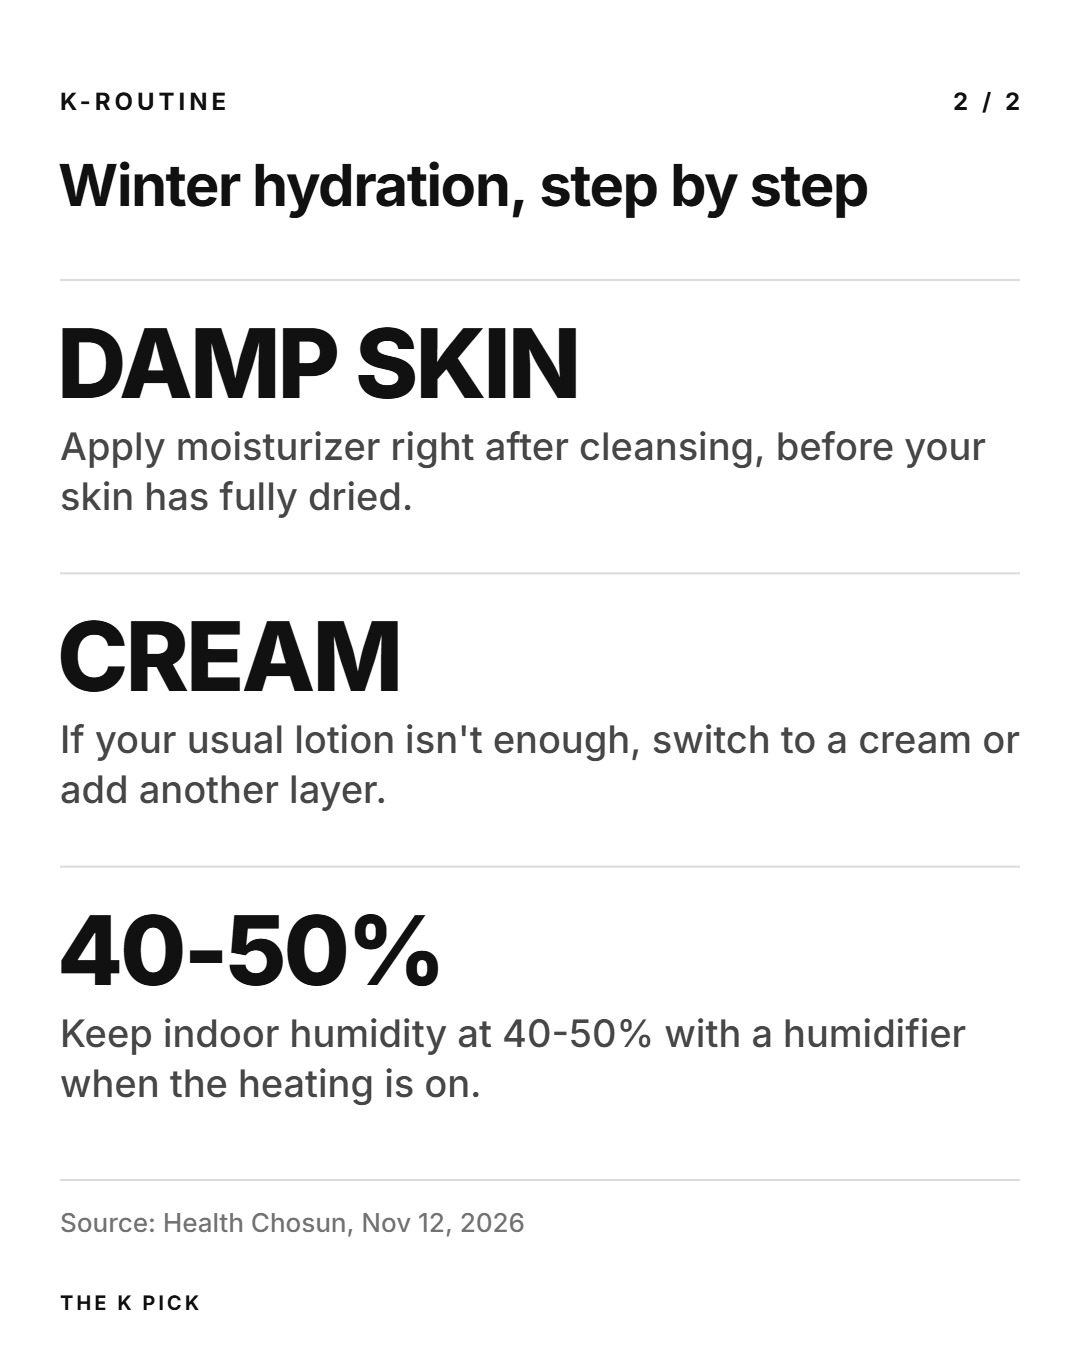 K-ROUTINE
2 / 2
Winter hydration, step by step
DAMP SKIN
Apply moisturizer right after cleansing, before your
skin has fully dried.
CREAM
If your usual lotion isn't enough, switch to a cream or
add another layer.
40-50%
Keep indoor humidity at 40-50% with a humidifier
when the heating is on.
Source: Health Chosun, Nov 12, 2026
THE K PICK